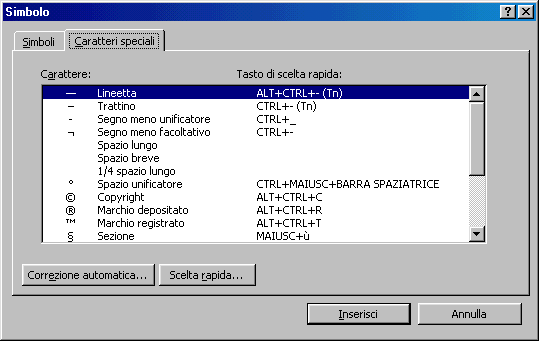 Simbolo
Simboli Caratteri speciali
Carattere: Tasto di scelta rapida:
— Lineetta ALT+CTRL+- (Tn)
– Trattino CTRL+- (Tn)
- Segno meno unificatore CTRL+_
¬ Segno meno facoltativo CTRL+-
Spazio lungo
Spazio breve
1/4 spazio lungo
° Spazio unificatore CTRL+MAIUSC+BARRA SPAZIATRICE
© Copyright ALT+CTRL+C
® Marchio depositato ALT+CTRL+R
™ Marchio registrato ALT+CTRL+T
§ Sezione MAIUSC+ù
Correzione automatica... Scelta rapida...
Inserisci Annulla